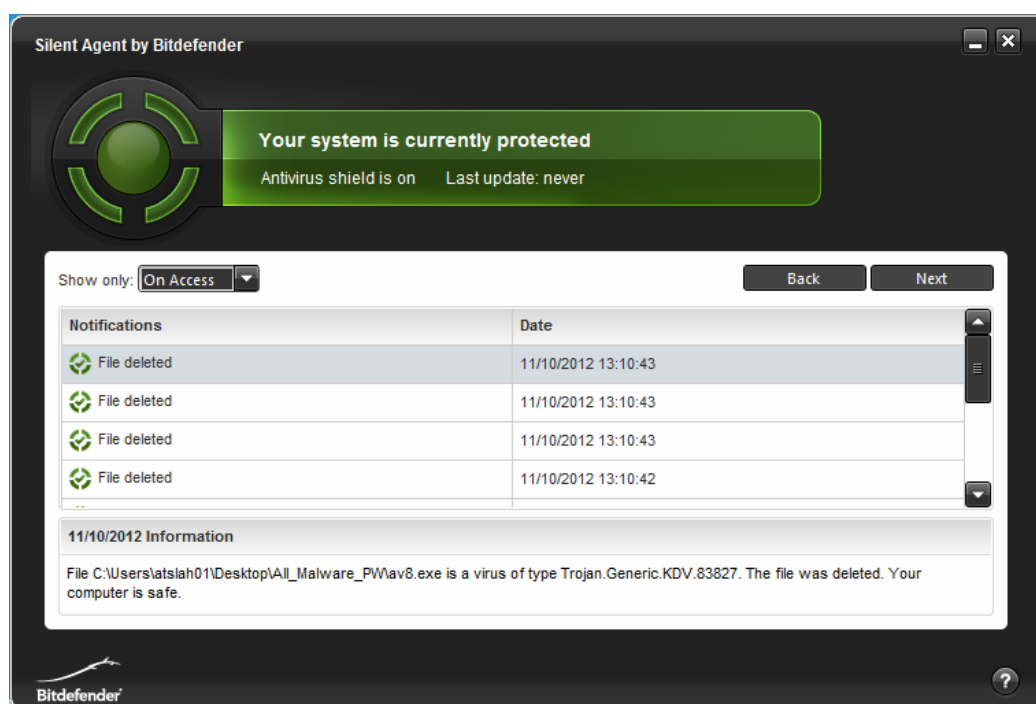 Silent Agent by Bitdefender
Your system is currently protected
Antivirus shield is on Last update: never
Show only: On Access Back Next
Notifications Date
File deleted 11/10/2012 13:10:43
File deleted 11/10/2012 13:10:43
File deleted 11/10/2012 13:10:43
File deleted 11/10/2012 13:10:42
11/10/2012 Information
File C:\Users\atslah01\Desktop\All_Malware_PW\av8.exe is a virus of type Trojan.Generic.KDV.83827. The file was deleted. Your
computer is safe.
Bitdefender
?